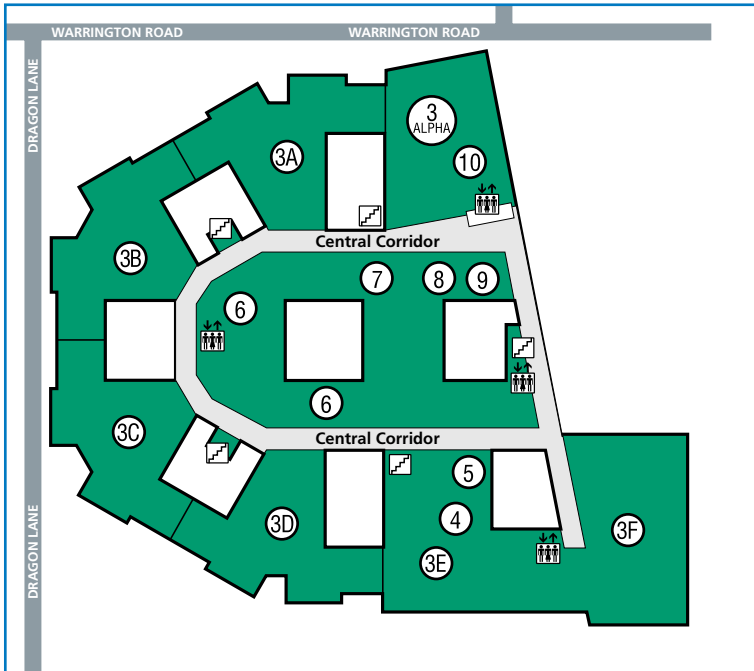 WARRINGTON ROAD WARRINGTON ROAD
DRAGON LANE
3
ALPHA
10
3A
3B
Central Corridor
7
8
9
6
6
3C
Central Corridor
5
4
3D
3E
3F
DRAGON LANE